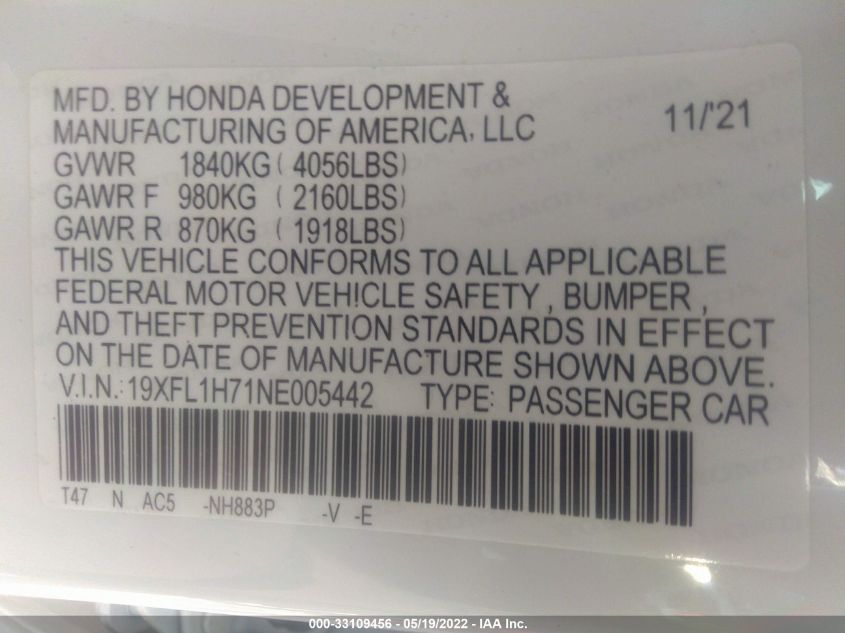 MFD. BY HONDA DEVELOPMENT &
MANUFACTURING OF AMERICA, LLC 11/'21
GVWR 1840KG ( 4056LBS)
GAWR F 980KG ( 2160LBS)
GAWR R 870KG ( 1918LBS)
THIS VEHICLE CONFORMS TO ALL APPLICABLE
FEDERAL MOTOR VEHICLE SAFETY , BUMPER ,
AND THEFT PREVENTION STANDARDS IN EFFECT
ON THE DATE OF MANUFACTURE SHOWN ABOVE.
V.I.N.: 19XFL1H71NE005442 TYPE: PASSENGER CAR
T47 N AC5 -NH883P -V -E
000-33109456 - 05/19/2022 - IAA Inc.